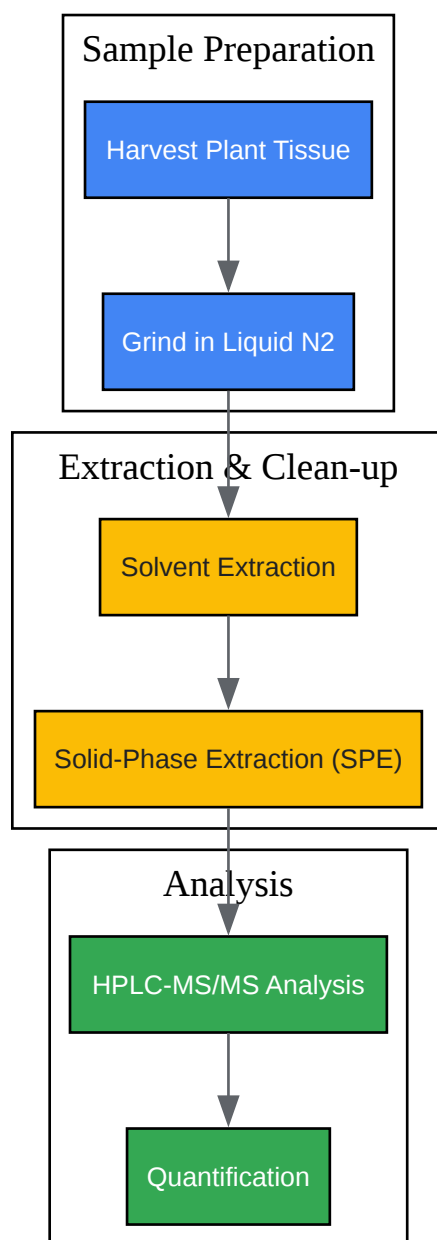 Sample Preparation
Harvest Plant Tissue
Grind in Liquid N2
Extraction & Clean-up
Solvent Extraction
Solid-Phase Extraction (SPE)
Analysis
HPLC-MS/MS Analysis
Quantification